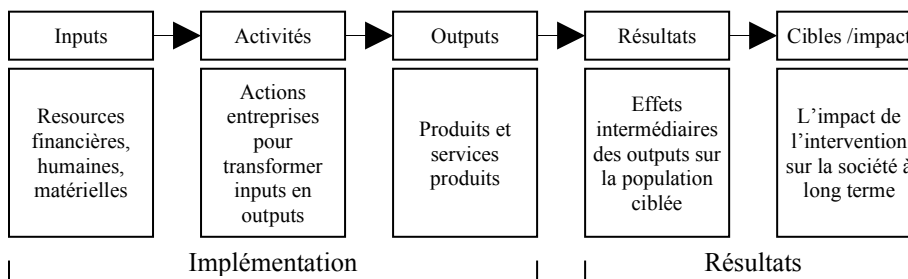 Inputs
Activités
Outputs
Résultats
Cibles /impact
Resources
financières,
humaines,
matérielles
Actions
entreprises
pour
transformer
inputs en
outputs
Produits et
services
produits
Effets
intermédiaires
des outputs sur
la population
ciblée
L’impact de
l’intervention
sur la société à
long terme
Implémentation
Résultats